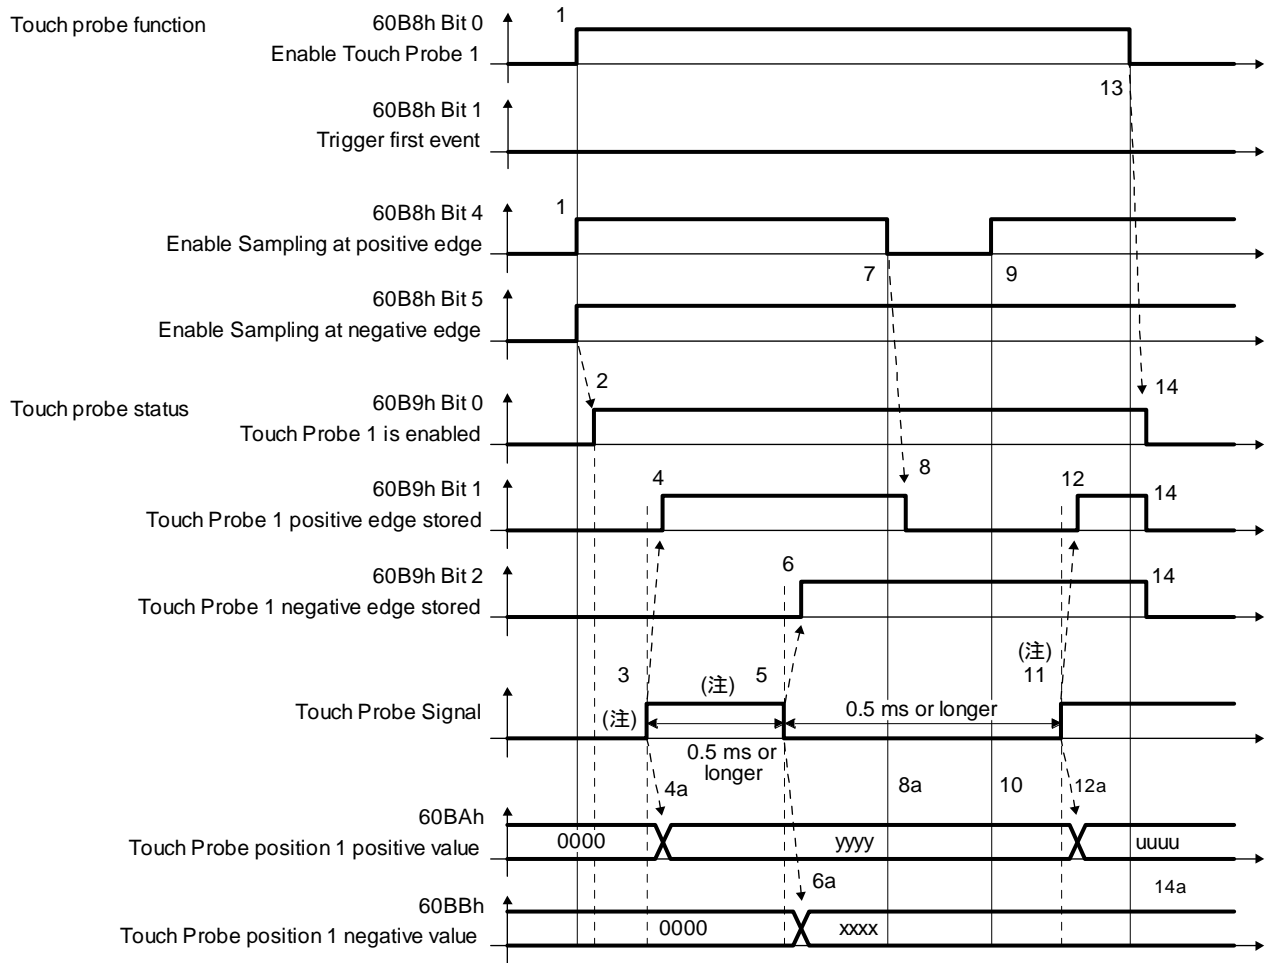 Touch probe function
60B8h Bit 0
Enable Touch Probe 1
1
13
60B8h Bit 1
Trigger first event
60B8h Bit 4
Enable Sampling at positive edge
1
7
9
60B8h Bit 5
Enable Sampling at negative edge
2
Touch probe status
60B9h Bit 0
Touch Probe 1 is enabled
14
60B9h Bit 1
Touch Probe 1 positive edge stored
4
8
12
14
60B9h Bit 2
Touch Probe 1 negative edge stored
6
14
Touch Probe Signal
3
(注)
(注)
5
(注)
11
0.5 ms or
longer
0.5 ms or longer
4a
8a
10
12a
60BAh
Touch Probe position 1 positive value
0000
yyyy
uuuu
6a
14a
60BBh
Touch Probe position 1 negative value
0000
xxxx